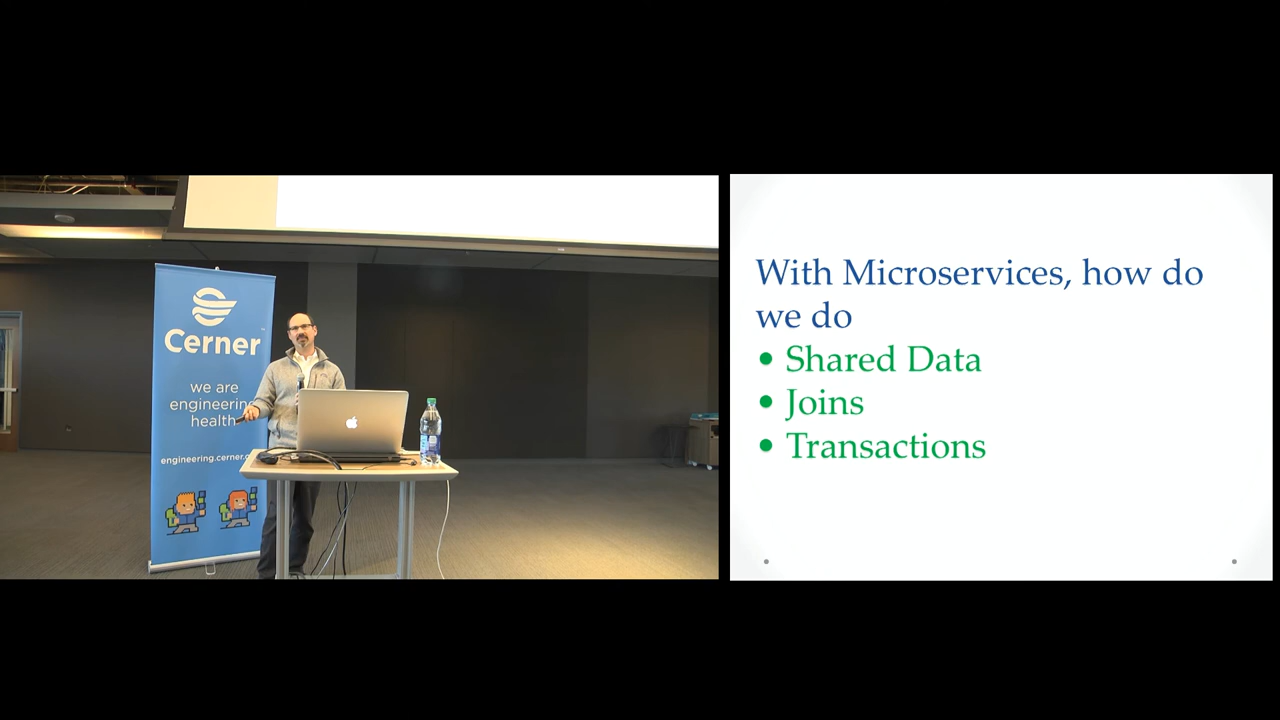 Cerner
we are
engineering
health
engineering.cerner.c
With Microservices, how do
we do
• Shared Data
• Joins
• Transactions